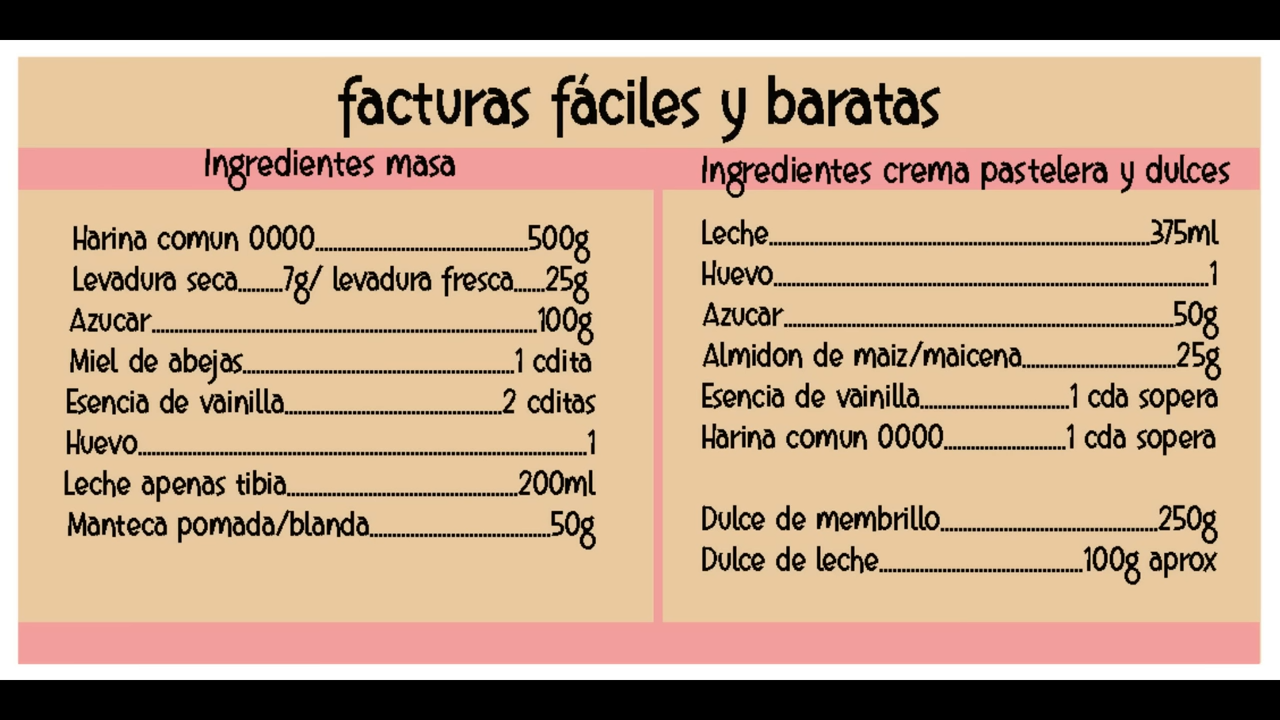 facturas fáciles y baratas
Ingredientes masa
Harina comun 0000........................................500g
Levadura seca.........7g/ levadura fresca......25g
Azucar........................................................................100g
Miel de abejas...................................................1 cdita
Esencia de vainilla.........................................2 cditas
Huevo....................................................................................1
Leche apenas tibia...........................................200ml
Manteca pomada/blanda..................................50g
Ingredientes crema pastelera y dulces
Leche.......................................................................375ml
Huevo..................................................................................1
Azucar.........................................................................50g
Almidon de maiz/maicena.............................25g
Esencia de vainilla............................1 cda sopera
Harina comun 0000.......................1 cda sopera
Dulce de membrillo.........................................250g
Dulce de leche.......................................100g aprox